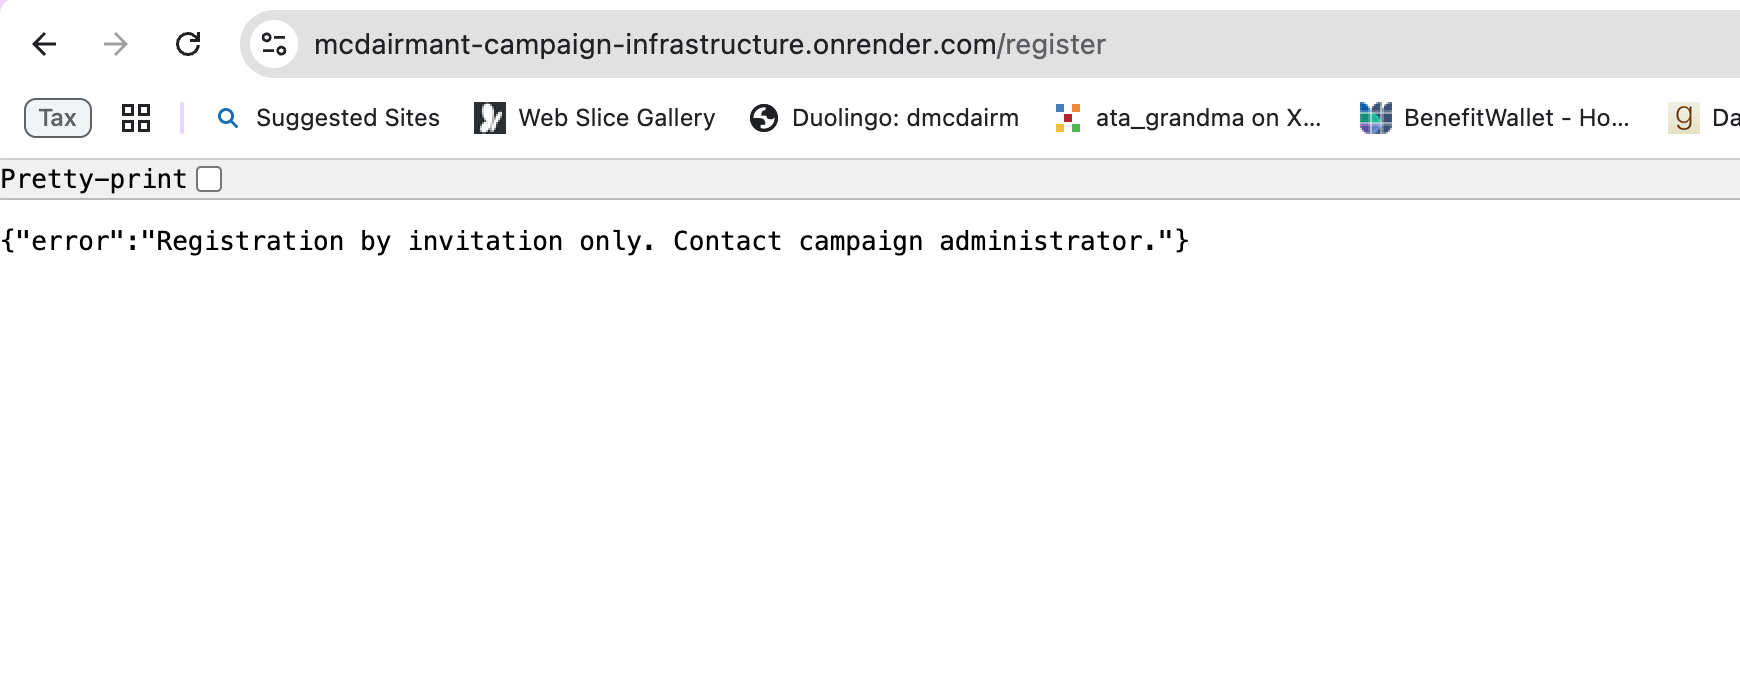 mcdairmant-campaign-infrastructure.onrender.com/register
Tax Suggested Sites Web Slice Gallery Duolingo: dmcdairm ata_grandma on X... BenefitWallet - Ho... g Da
Pretty-print
{"error":"Registration by invitation only. Contact campaign administrator."}